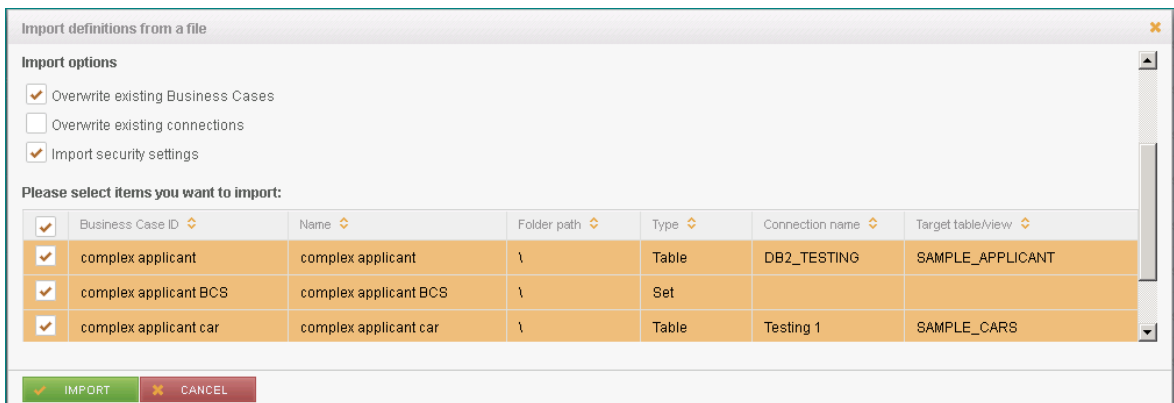 Import definitions from a file
Import options
Overwrite existing Business Cases
Overwrite existing connections
Import security settings
Please select items you want to import:
Business Case ID Name Folder path Type Connection name Target table/view
complex applicant complex applicant \ Table DB2_TESTING SAMPLE_APPLICANT
complex applicant BCS complex applicant BCS \ Set
complex applicant car complex applicant car \ Table Testing 1 SAMPLE_CARS
IMPORT CANCEL